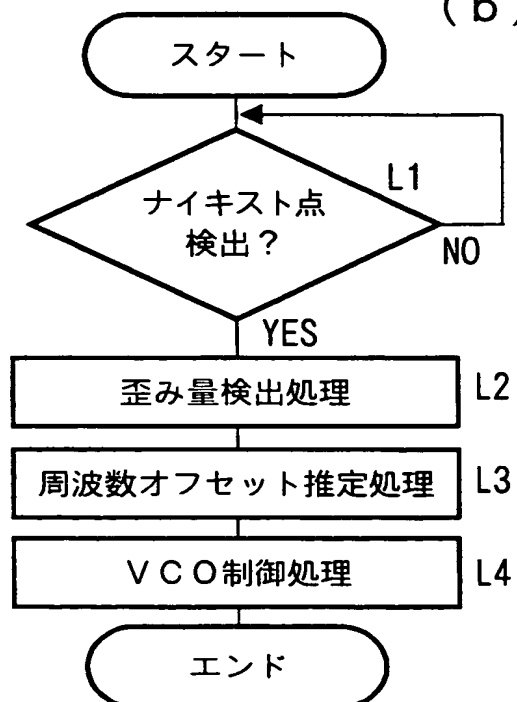 (b)
スタート
L1
ナイキスト点
検出?
NO
YES
歪み量検出処理 L2
周波数オフセット推定処理 L3
VCO制御処理 L4
エンド